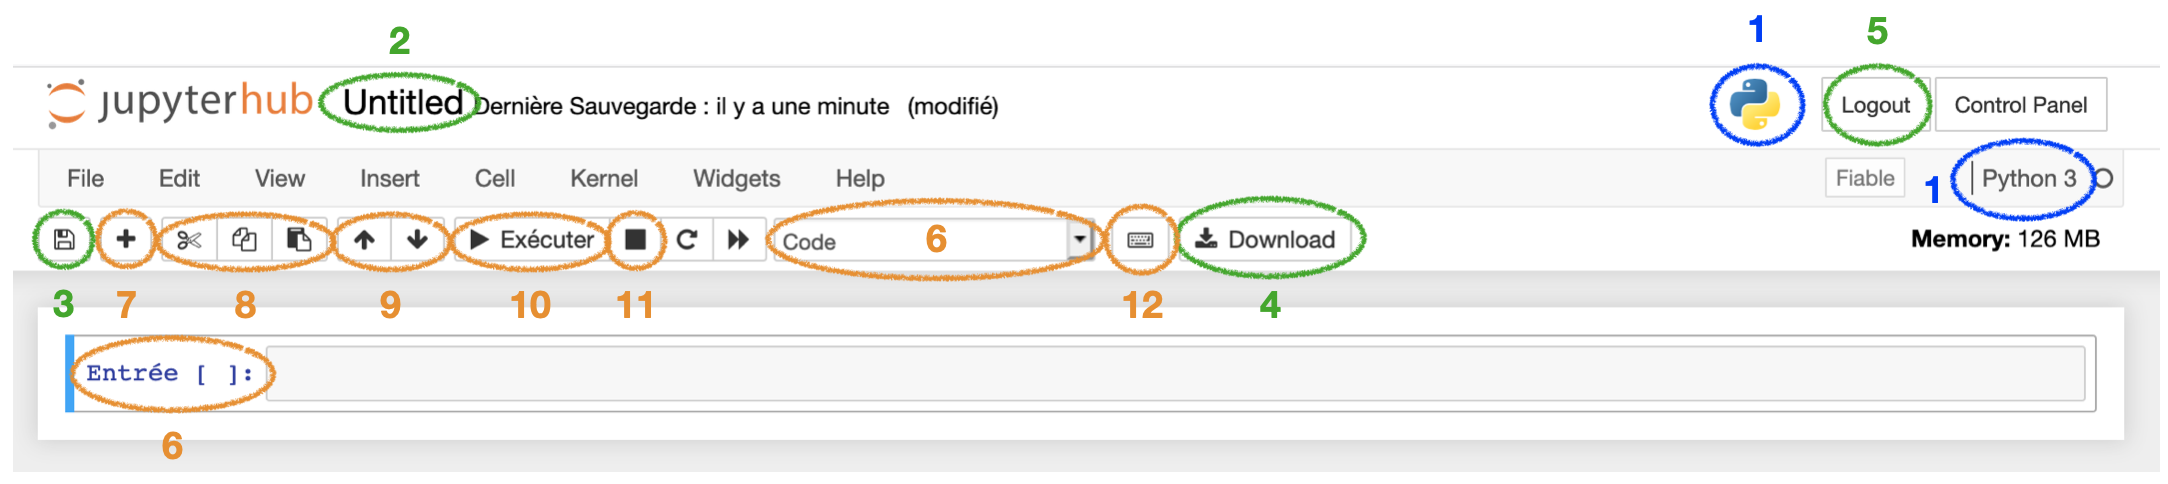 2 1 5
jupyterhub Untitled Dernière Sauvegarde : il y a une minute (modifié) Logout Control Panel
File Edit View Insert Cell Kernel Widgets Help Fiable 1 Python 3
Exécuter Code 6 Download Memory: 126 MB
3 7 8 9 10 11 12 4
Entrée [ ]:
6